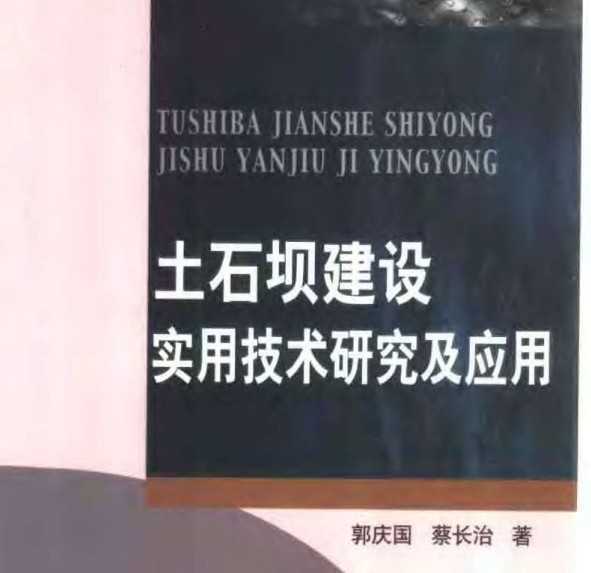 TUSHIBA JIANSHE SHIYONG
JISHU YANJIU JI YINGYONG
土石坝建设
实用技术研究及应用
郭庆国 蔡长治 著